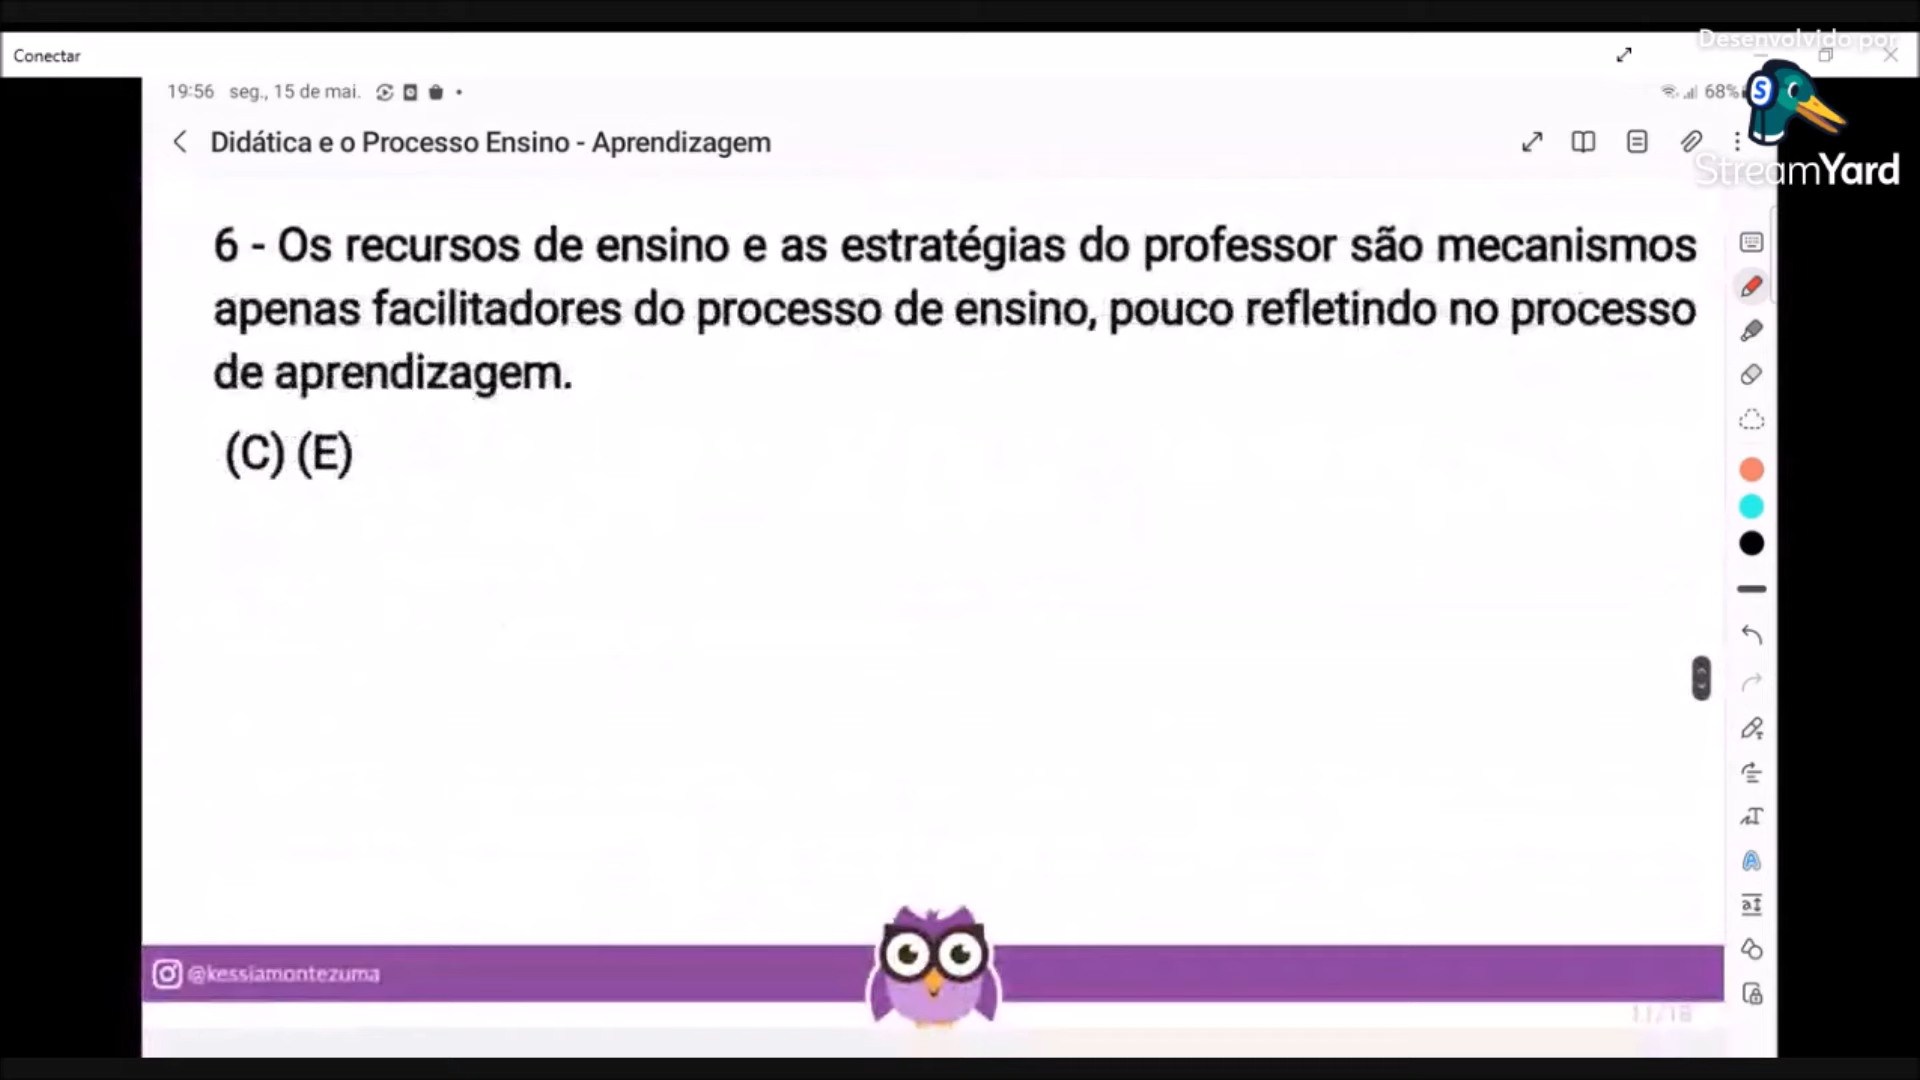 Desenvolvido por
Conectar
19:56 seg., 15 de mai.
68%
StreamYard
Didática e o Processo Ensino - Aprendizagem
6 - Os recursos de ensino e as estratégias do professor são mecanismos
apenas facilitadores do processo de ensino, pouco refletindo no processo
de aprendizagem.
(C) (E)
@kessiamontezuma
11/18